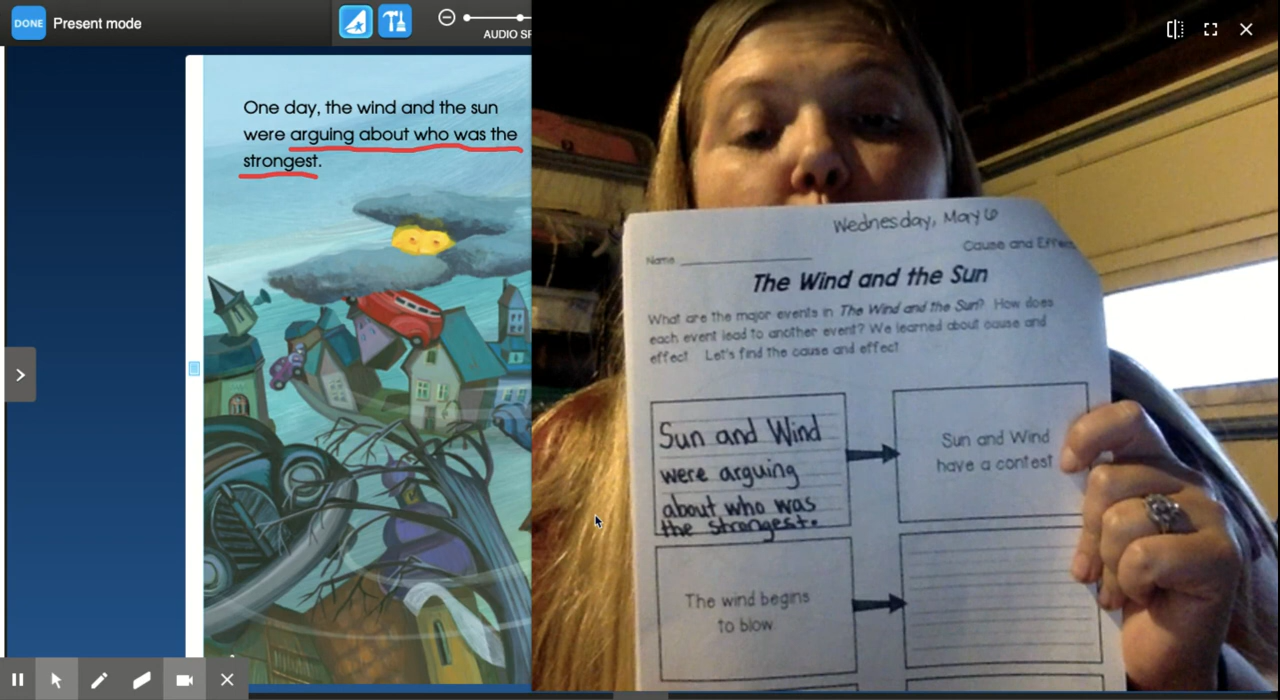 DONE Present mode
AUDIO
One day, the wind and the sun
were arguing about who was the
strongest.
Wednesday, May 6
Cause and Effect
Name
The Wind and the Sun
What are the major events in The Wind and the Sun? How does
each event lead to another event? We learned about cause and
effect. Let's find the cause and effect
Sun and Wind
were arguing
about who was
the strongest.
Sun and Wind
have a contest
The wind begins
to blow